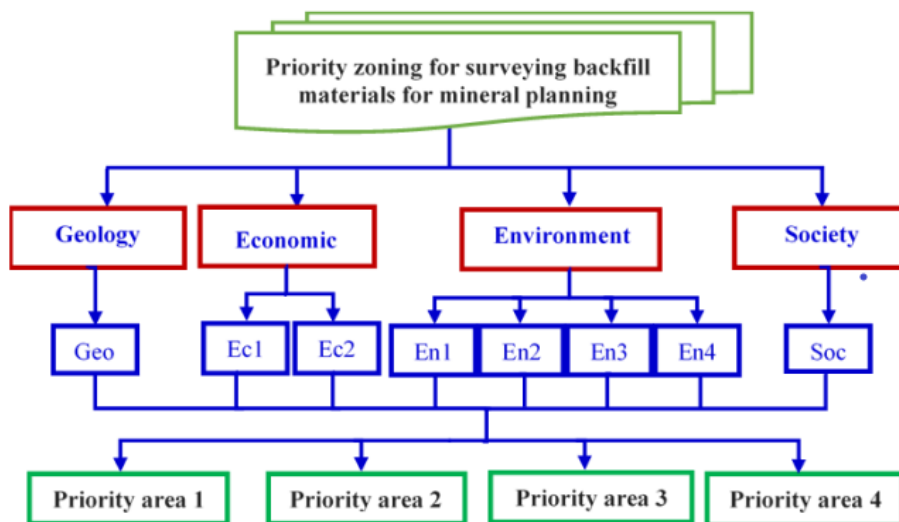 Priority zoning for surveying backfill
materials for mineral planning
Geology
Economic
Environment
Society
Geo
Ec1
Ec2
En1
En2
En3
En4
Soc
Priority area 1
Priority area 2
Priority area 3
Priority area 4